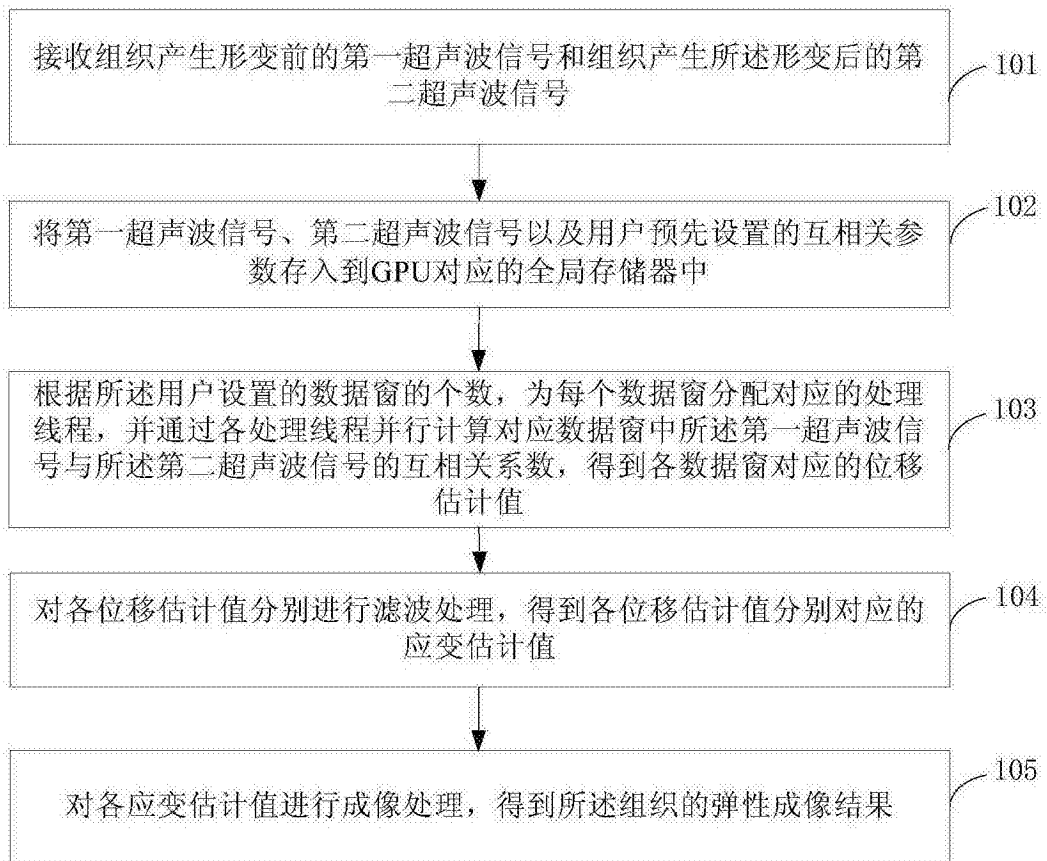 接收组织产生形变前的第一超声波信号和组织产生所述形变后的第
二超声波信号
101
将第一超声波信号、第二超声波信号以及用户预先设置的互相关参
数存入到GPU对应的全局存储器中
102
根据所述用户设置的数据窗的个数，为每个数据窗分配对应的处理
线程，并通过各处理线程并行计算对应数据窗中所述第一超声波信
号与所述第二超声波信号的互相关系数，得到各数据窗对应的位移
估计值
103
对各位移估计值分别进行滤波处理，得到各位移估计值分别对应的
应变估计值
104
对各应变估计值进行成像处理，得到所述组织的弹性成像结果
105